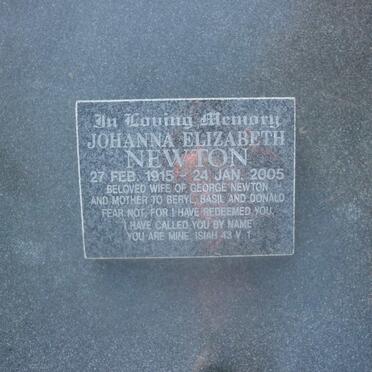 In Loving Memory
JOHANNA ELIZABETH
NEWTON
27 FEB. 1915 - 24 JAN. 2005
BELOVED WIFE OF GEORGE NEWTON
AND MOTHER TO BERYL, BASIL AND DONALD
FEAR NOT, FOR I HAVE REDEEMED YOU,
I HAVE CALLED YOU BY NAME
YOU ARE MINE. ISIAH 43 V. 1